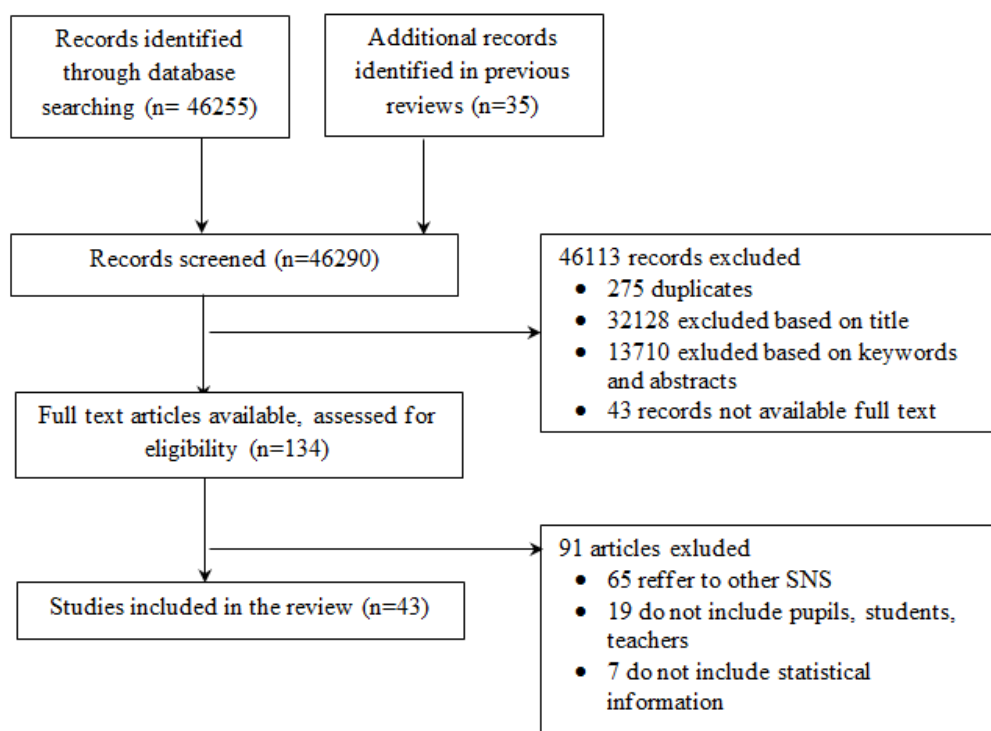 Records identified
through database
searching (n= 46255)
Additional records
identified in previous
reviews (n=35)
Records screened (n=46290)
46113 records excluded
• 275 duplicates
• 32128 excluded based on title
• 13710 exluded based on keywords
and abstracts
• 43 records not available full text
Full text articles available, assessed for
eligibility (n=134)
91 articles exluded
• 65 reffer to other SNS
• 19 do not include pupils, students,
teachers
• 7 do not include statistical
information
Studies included in the review (n=43)